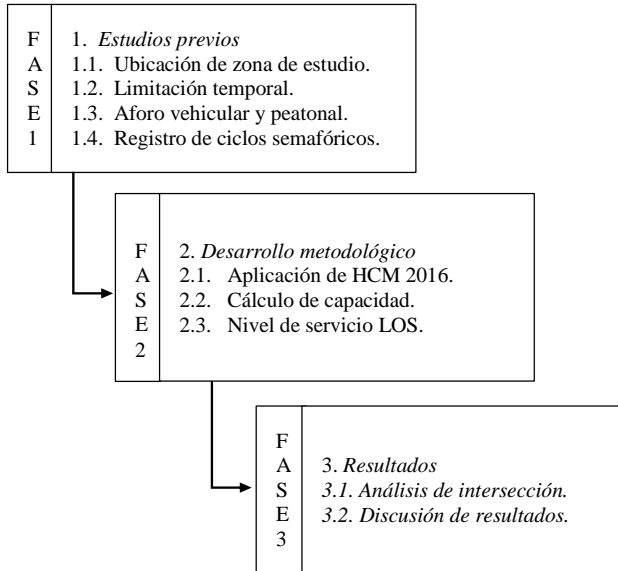 FASE1
1. Estudios previos
1.1. Ubicación de zona de estudio.
1.2. Limitación temporal.
1.3. Aforo vehicular y peatonal.
1.4. Registro de ciclos semafóricos.
FASE2
2. Desarrollo metodológico
2.1. Aplicación de HCM 2016.
2.2. Cálculo de capacidad.
2.3. Nivel de servicio LOS.
FASE3
3. Resultados
3.1. Análisis de intersección.
3.2. Discusión de resultados.